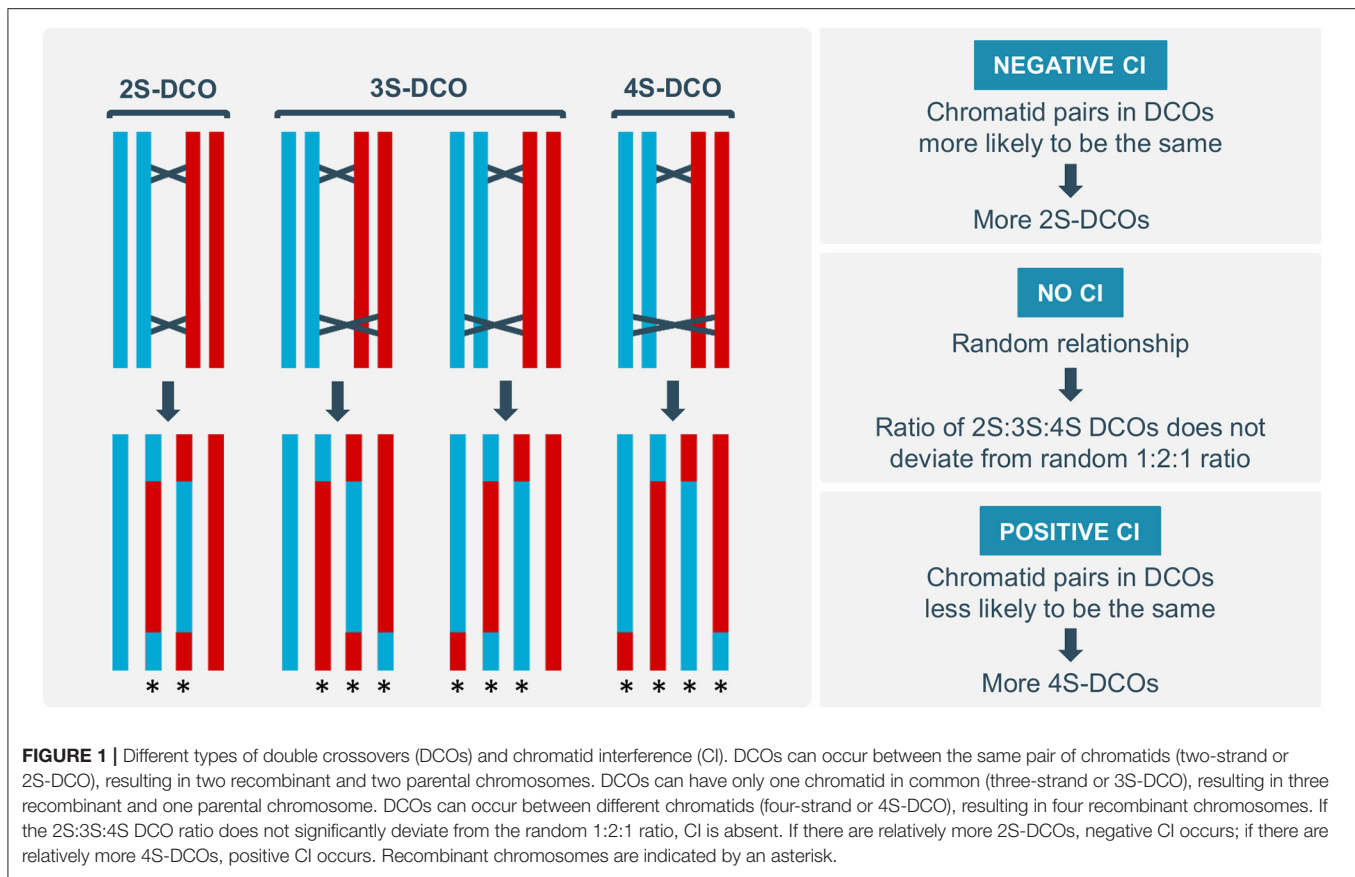 2S-DCO
3S-DCO
4S-DCO
* *
* * *
* * *
* * * *
NEGATIVE CI
Chromatid pairs in DCOs
more likely to be the same
More 2S-DCOs
NO CI
Random relationship
Ratio of 2S:3S:4S DCOs does not
deviate from random 1:2:1 ratio
POSITIVE CI
Chromatid pairs in DCOs
less likely to be the same
More 4S-DCOs
FIGURE 1 | Different types of double crossovers (DCOs) and chromatid interference (CI). DCOs can occur between the same pair of chromatids (two-strand or
2S-DCO), resulting in two recombinant and two parental chromosomes. DCOs can have only one chromatid in common (three-strand or 3S-DCO), resulting in three
recombinant and one parental chromosome. DCOs can occur between different chromatids (four-strand or 4S-DCO), resulting in four recombinant chromosomes. If
the 2S:3S:4S DCO ratio does not significantly deviate from the random 1:2:1 ratio, CI is absent. If there are relatively more 2S-DCOs, negative CI occurs; if there are
relatively more 4S-DCOs, positive CI occurs. Recombinant chromosomes are indicated by an asterisk.